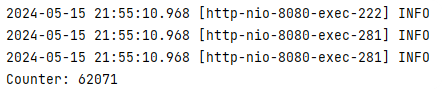 2024-05-15 21:55:10.968 [http-nio-8080-exec-222] INFO
2024-05-15 21:55:10.968 [http-nio-8080-exec-281] INFO
2024-05-15 21:55:10.968 [http-nio-8080-exec-281] INFO
Counter: 62071